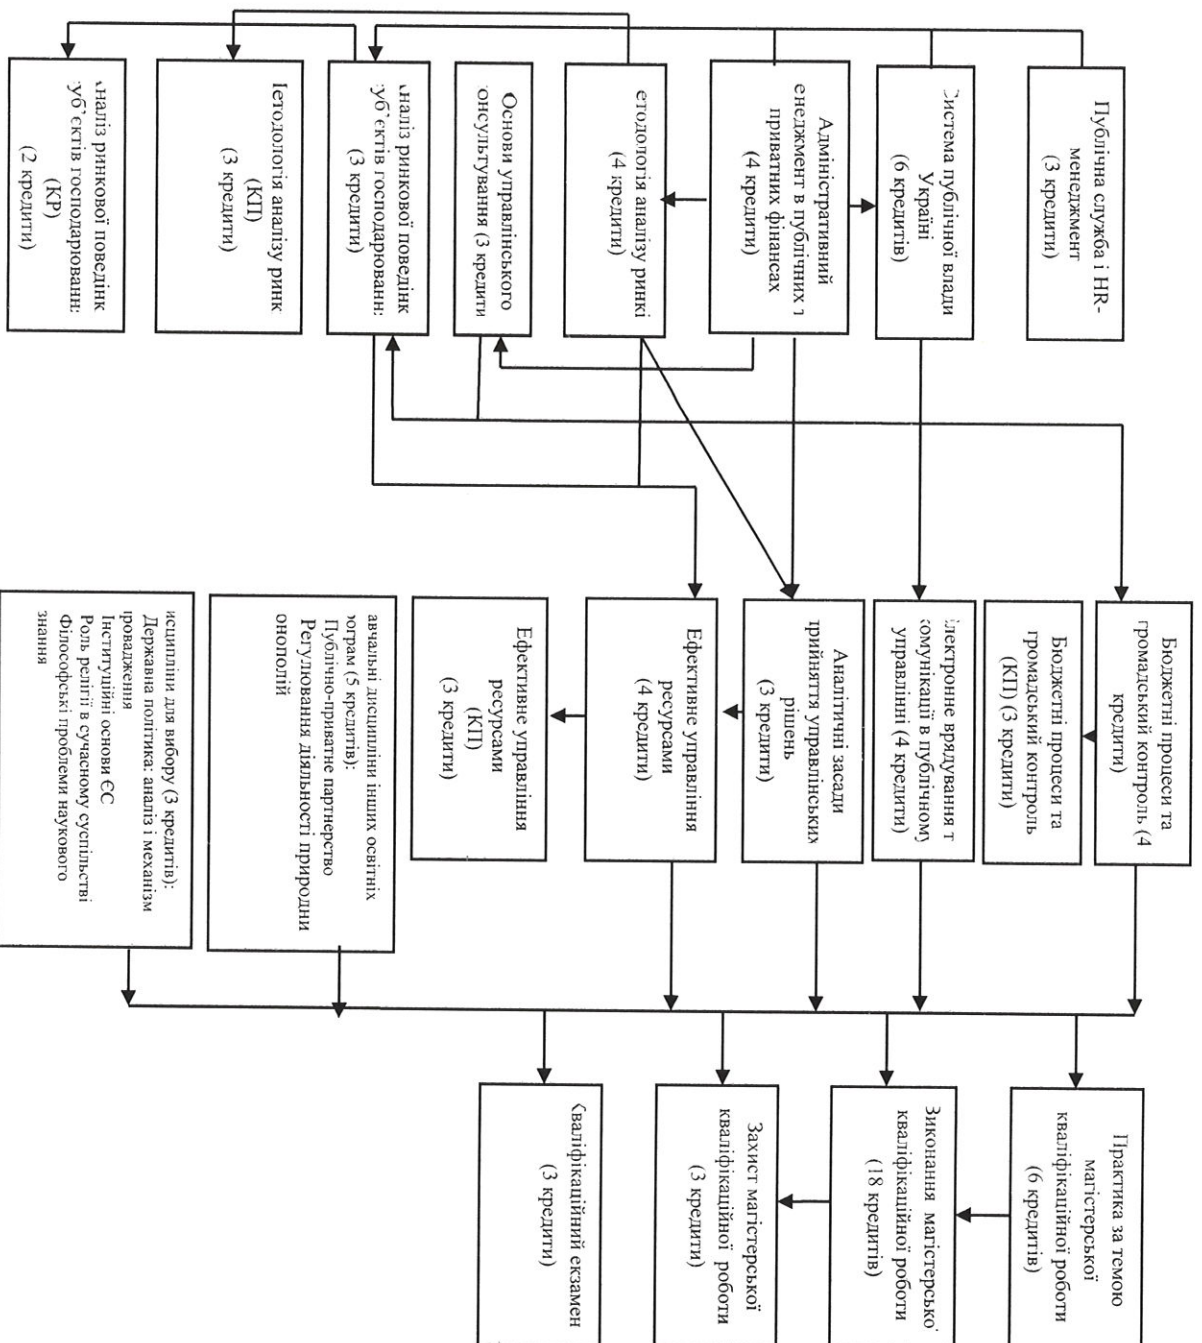 Публічна служба і HR-
менеджмент
(3 кредити)
Система публічної влади
Україні
(6 кредитів)
Адміністративний
енеджмент в публічних т
приватних фінансах
(4 кредити)
етодологія аналізу ринкі
(4 кредити)
Основи управлінського
онсультування (3 кредити
Аналіз ринкової поведінк
уб'єктів господарюванн
(3 кредити)
Методологія аналізу ринк
(КП)
(3 кредити)
Аналіз ринкової поведінк
уб'єктів господарюванн
(КР)
(2 кредити)
Бюджетні процеси та
громадський контроль (4
кредити)
Бюджетні процеси та
громадський контроль
(КП) (3 кредити)
Електронне врядування т
комунікації в публічному
управлінні (4 кредити)
Аналітичні засади
прийняття управлінських
рішень
(3 кредити)
Ефективне управління
ресурсами
(4 кредити)
Ефективне управління
ресурсами
(КП)
(3 кредити)
авчальні дисципліни інших освітніх
рограм (5 кредитів):
Публічно-приватне партнерство
Регулювання діяльності природни
онополій
исципліни для вибору (3 кредитів):
Державна політика: аналіз і механізм
провадження
Інституційні основи ЄС
Роль релігії в сучасному суспільстві
Філософські проблеми наукового
знання
Практика за темою
магістерської
кваліфікаційної роботи
(6 кредитів)
Виконання магістерсько
кваліфікаційної роботи
(18 кредитів)
Захист магістерської
кваліфікаційної роботи
(3 кредити)
Кваліфікаційний екзамен
(3 кредити)